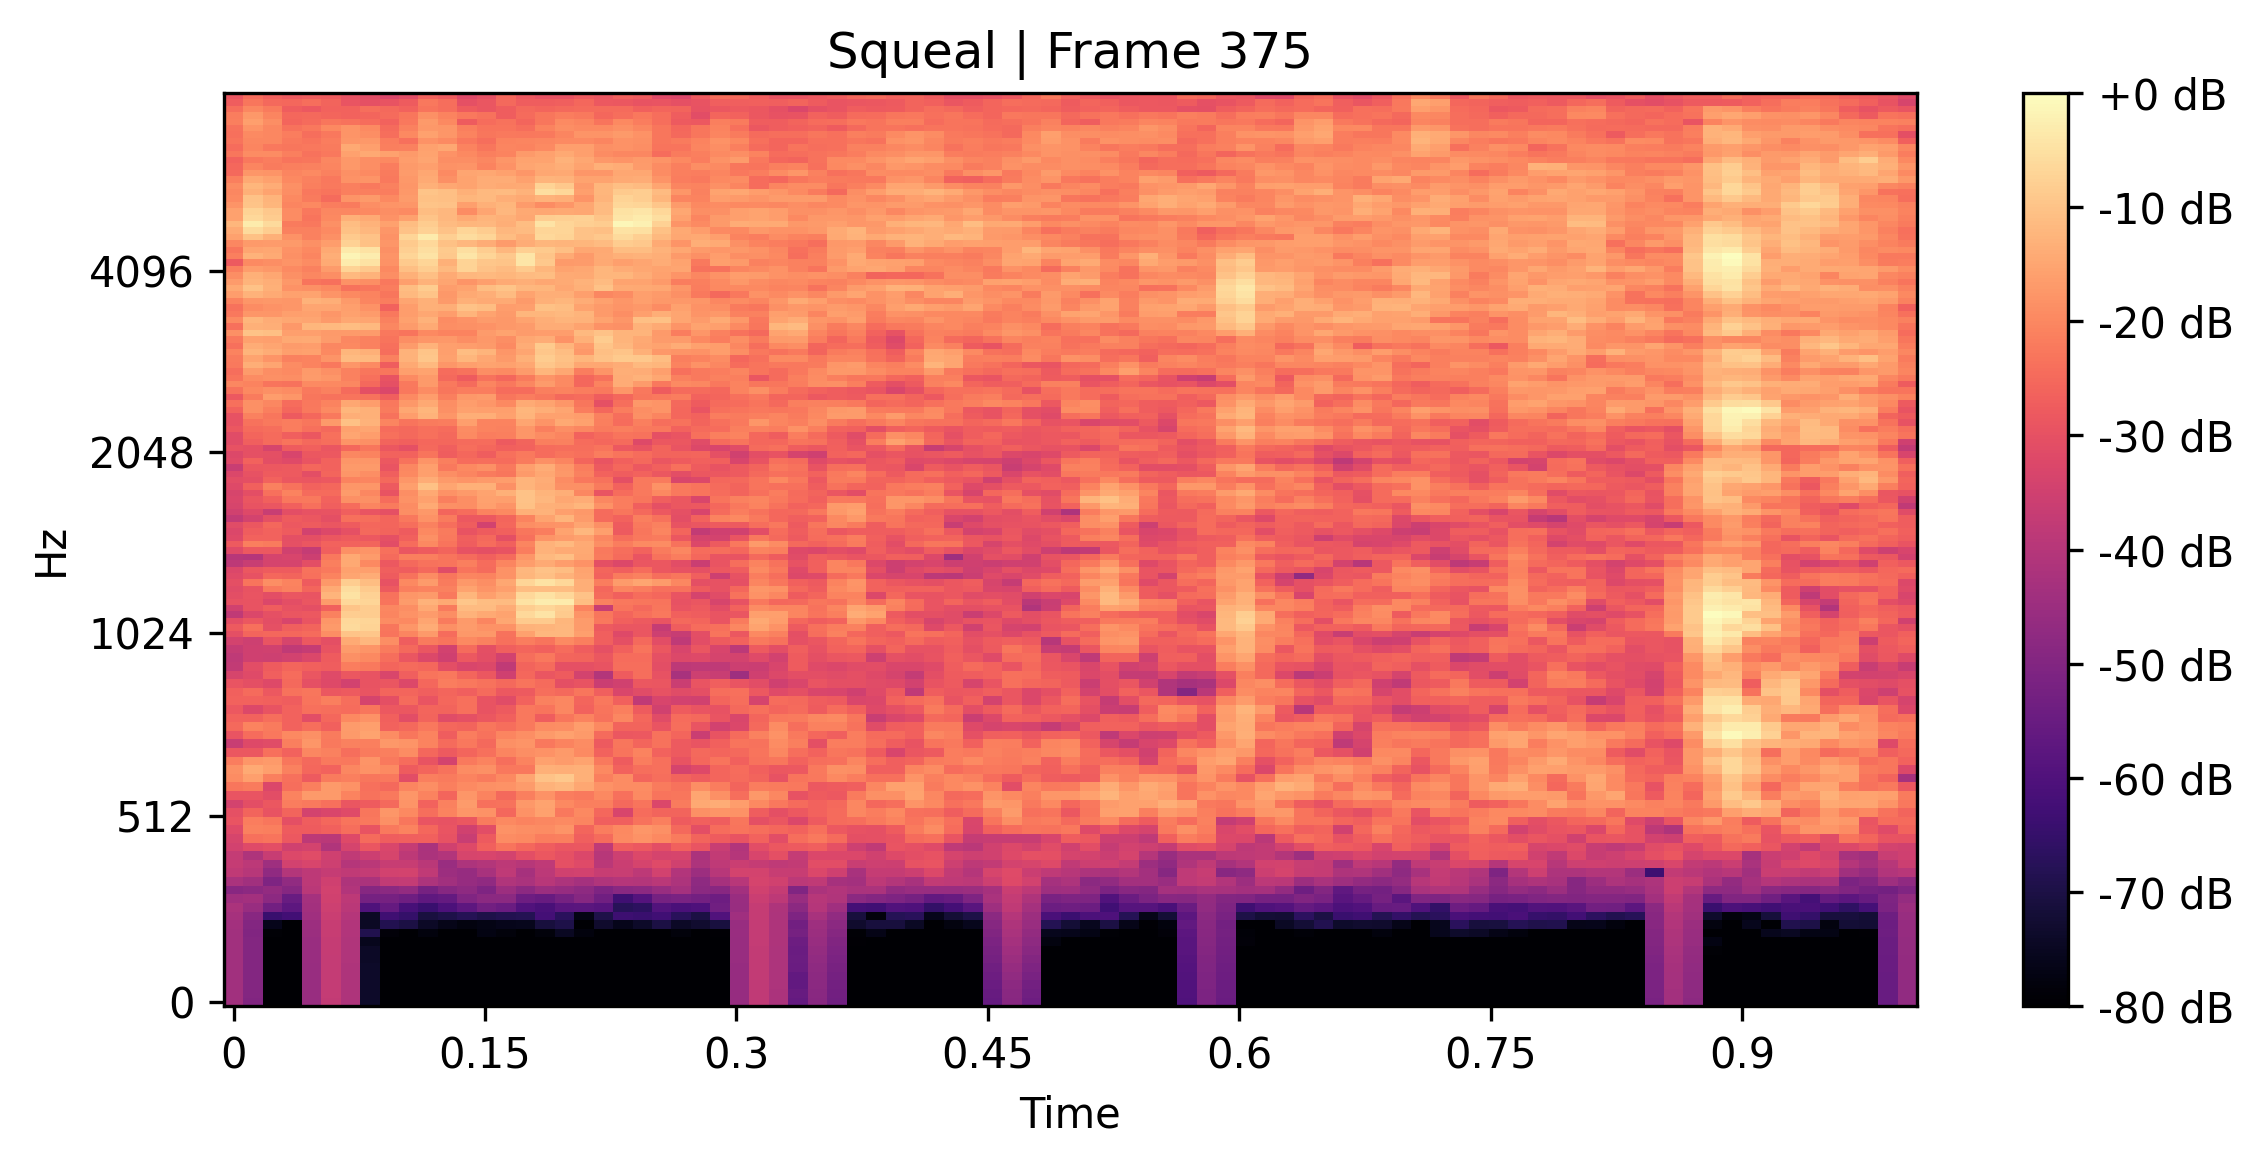 Squeal | Frame 375
Hz
4096
2048
1024
512
0
0 0.15 0.3 0.45 0.6 0.75 0.9
Time
+0 dB
-10 dB
-20 dB
-30 dB
-40 dB
-50 dB
-60 dB
-70 dB
-80 dB